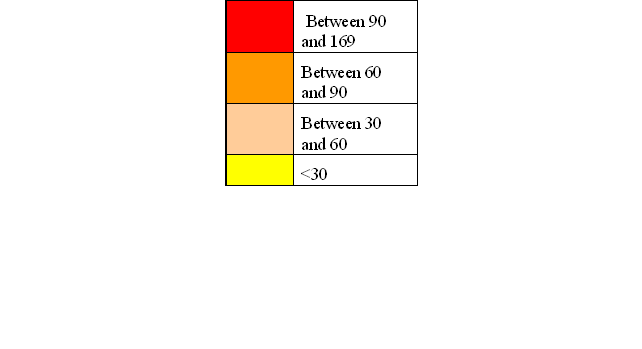 Between 90
and 169
Between 60
and 90
Between 30
and 60
<30